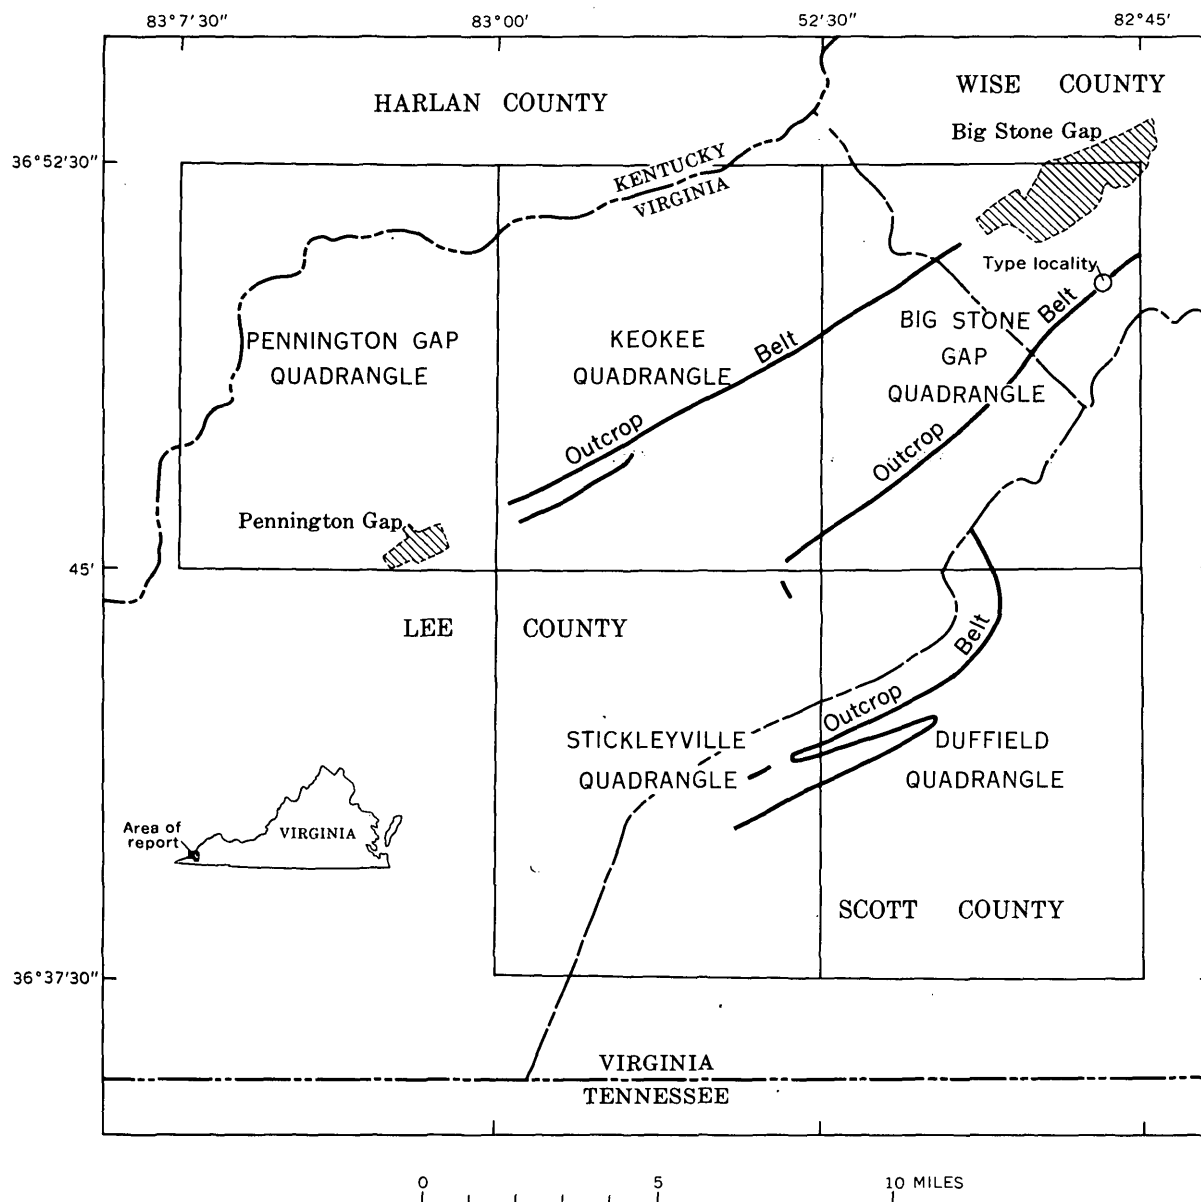 83°7'30"
83°00'
52'30"
82°45'
HARLAN COUNTY
WISE COUNTY
Big Stone Gap
36°52'30"
KENTUCKY
VIRGINIA
Type locality
Belt
BIG STONE
GAP
QUADRANGLE
PENNINGTON GAP
QUADRANGLE
KEOKEE
QUADRANGLE
Belt
Outcrop
Outcrop
Pennington Gap
45'
LEE COUNTY
Belt
Outcrop
STICKLEYVILLE
QUADRANGLE
DUFFIELD
QUADRANGLE
Area of
report
VIRGINIA
SCOTT COUNTY
36°37'30"
VIRGINIA
TENNESSEE
0 5 10 MILES